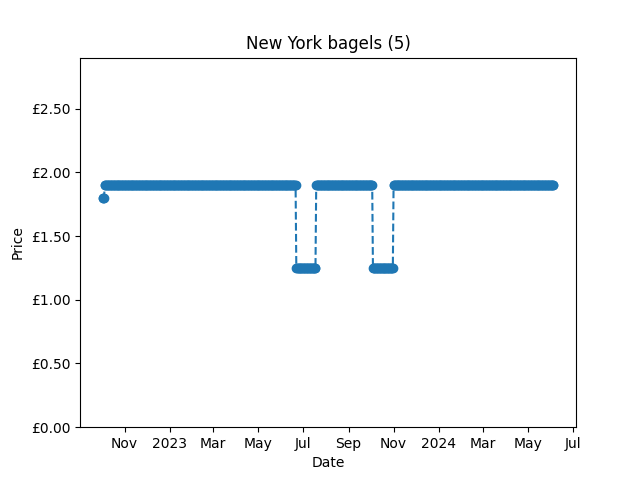 New York bagels (5)
£2.50
£2.00
£1.50
£1.00
£0.50
£0.00
Price
Nov 2023 Mar May Jul Sep Nov 2024 Mar May Jul
Date